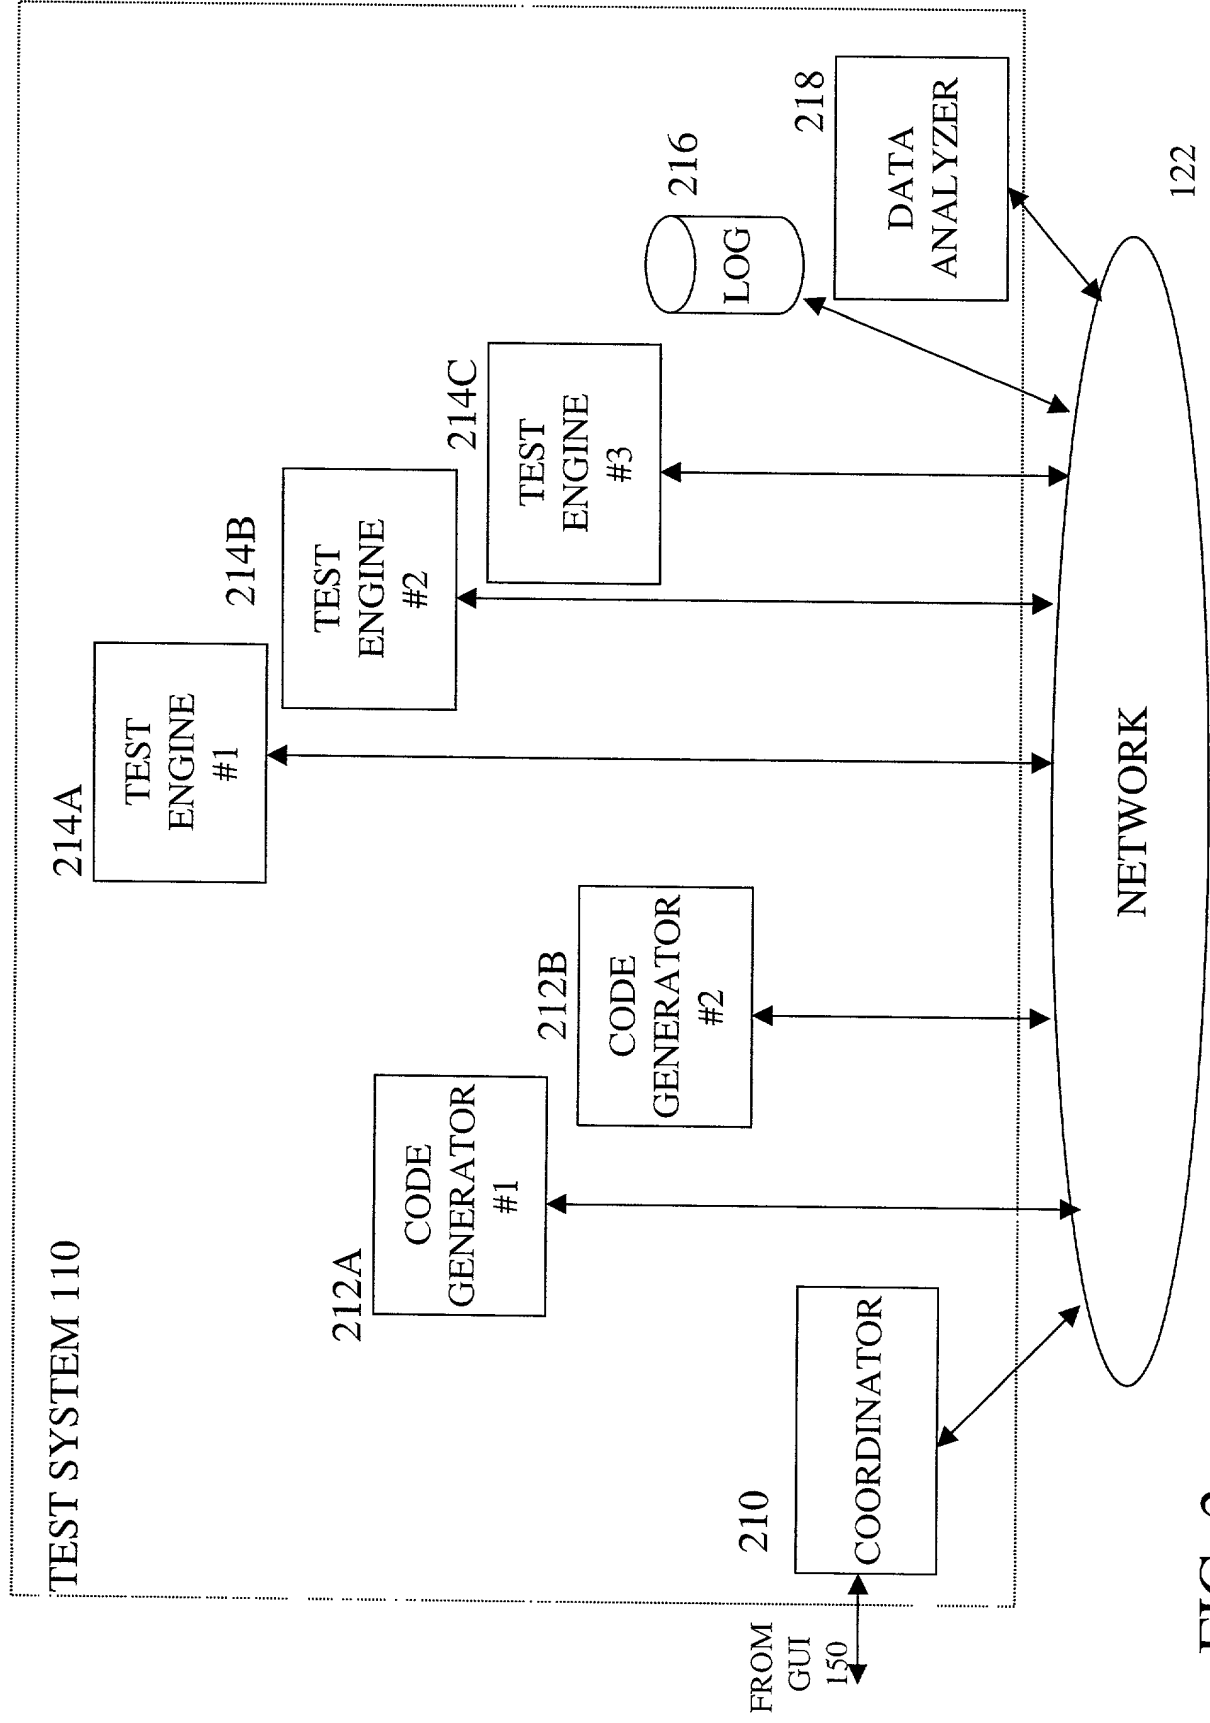 TEST SYSTEM 110
214A
TEST
ENGINE
#1
214B
TEST
ENGINE
#2
214C
TEST
ENGINE
#3
216
LOG
218
DATA
ANALYZER
212A
CODE
GENERATOR
#1
212B
CODE
GENERATOR
#2
210
COORDINATOR
FROM
GUI
150
NETWORK
122